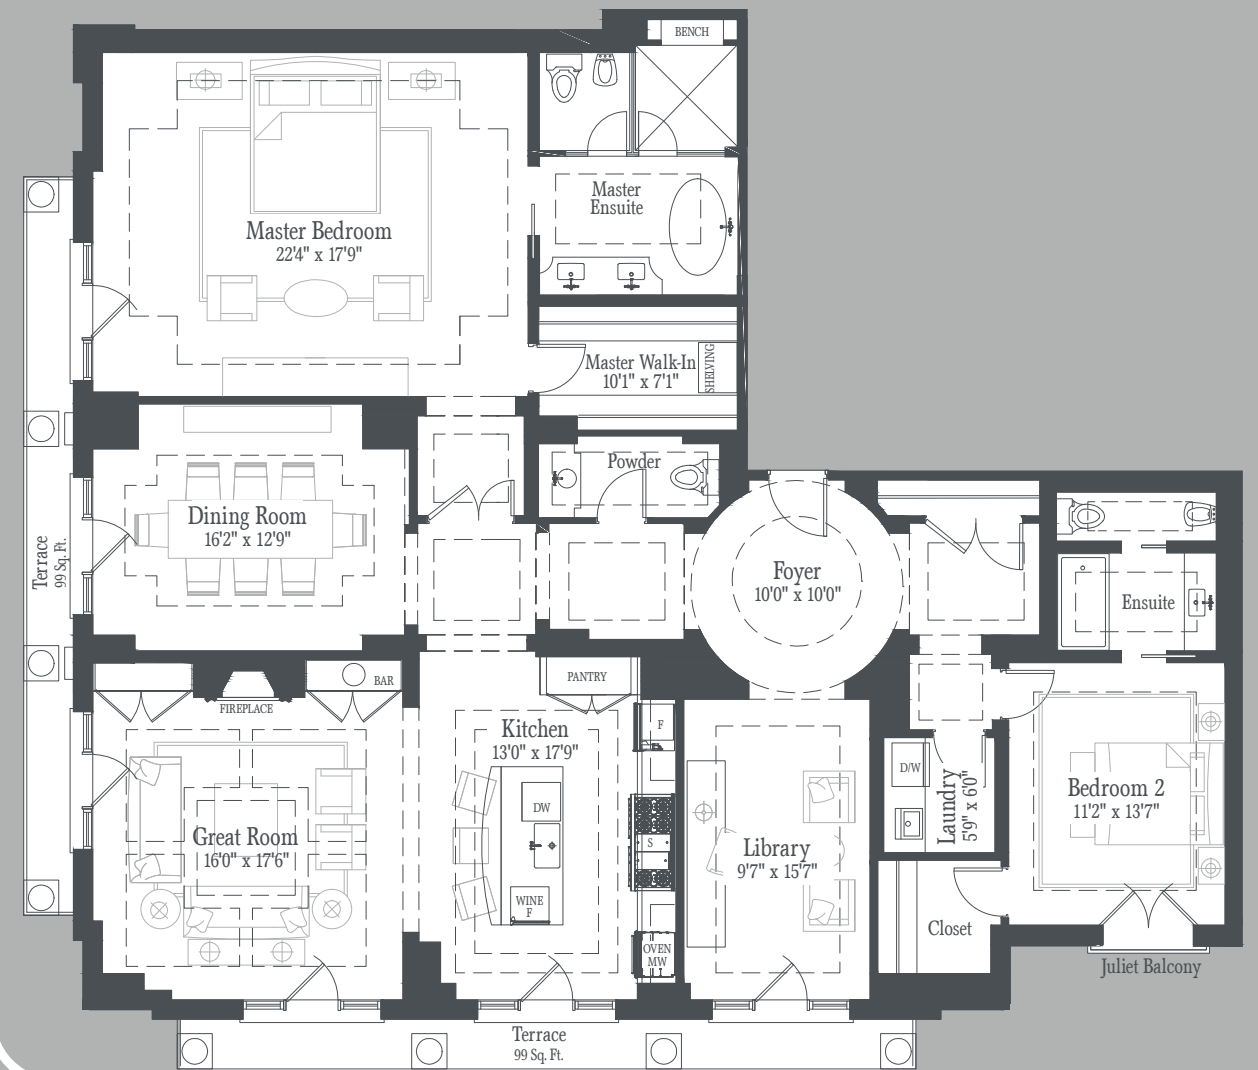 BENCH
Master
Ensuite
Master Bedroom
22'4" x 17'9"
Master Walk-In
10'1" x 7'1"
SHELVING
Powder
Dining Room
16'2" x 12'9"
Terrace
99 Sq. Ft.
Foyer
10'0" x 10'0"
Ensuite
PANTRY
BAR
FIREPLACE
Kitchen
13'0" x 17'9"
F
DW
S
WINE
F
OVEN
MW
Great Room
16'0" x 17'6"
Library
9'7" x 15'7"
D/W
Laundry
5'9" x 6'0"
Bedroom 2
11'2" x 13'7"
Closet
Juliet Balcony
Terrace
99 Sq. Ft.